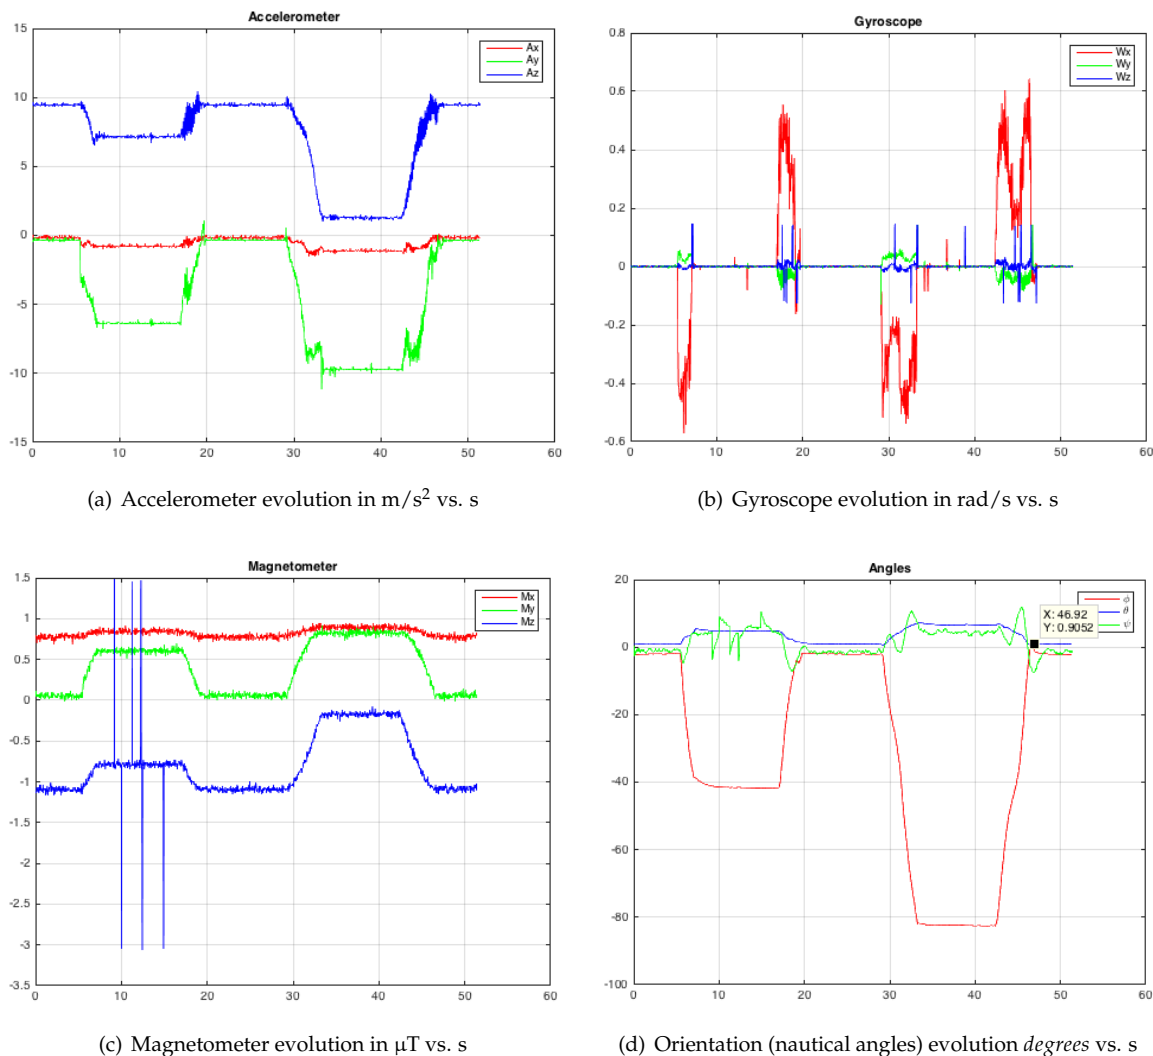 Accelerometer
15
10
5
0
-5
-10
-15
0 10 20 30 40 50 60
Ax
Ay
Az
(a) Accelerometer evolution in m/s² vs. s
Gyroscope
0.8
0.6
0.4
0.2
0
-0.2
-0.4
-0.6
0 10 20 30 40 50 60
Wx
Wy
Wz
(b) Gyroscope evolution in rad/s vs. s
Magnetometer
1.5
1
0.5
0
-0.5
-1
-1.5
-2
-2.5
-3
-3.5
0 10 20 30 40 50 60
Mx
My
Mz
(c) Magnetometer evolution in μT vs. s
Angles
20
0
-20
-40
-60
-80
-100
0 10 20 30 40 50 60
ϕ
θ
ψ
X: 46.92
Y: 0.9052
(d) Orientation (nautical angles) evolution degrees vs. s